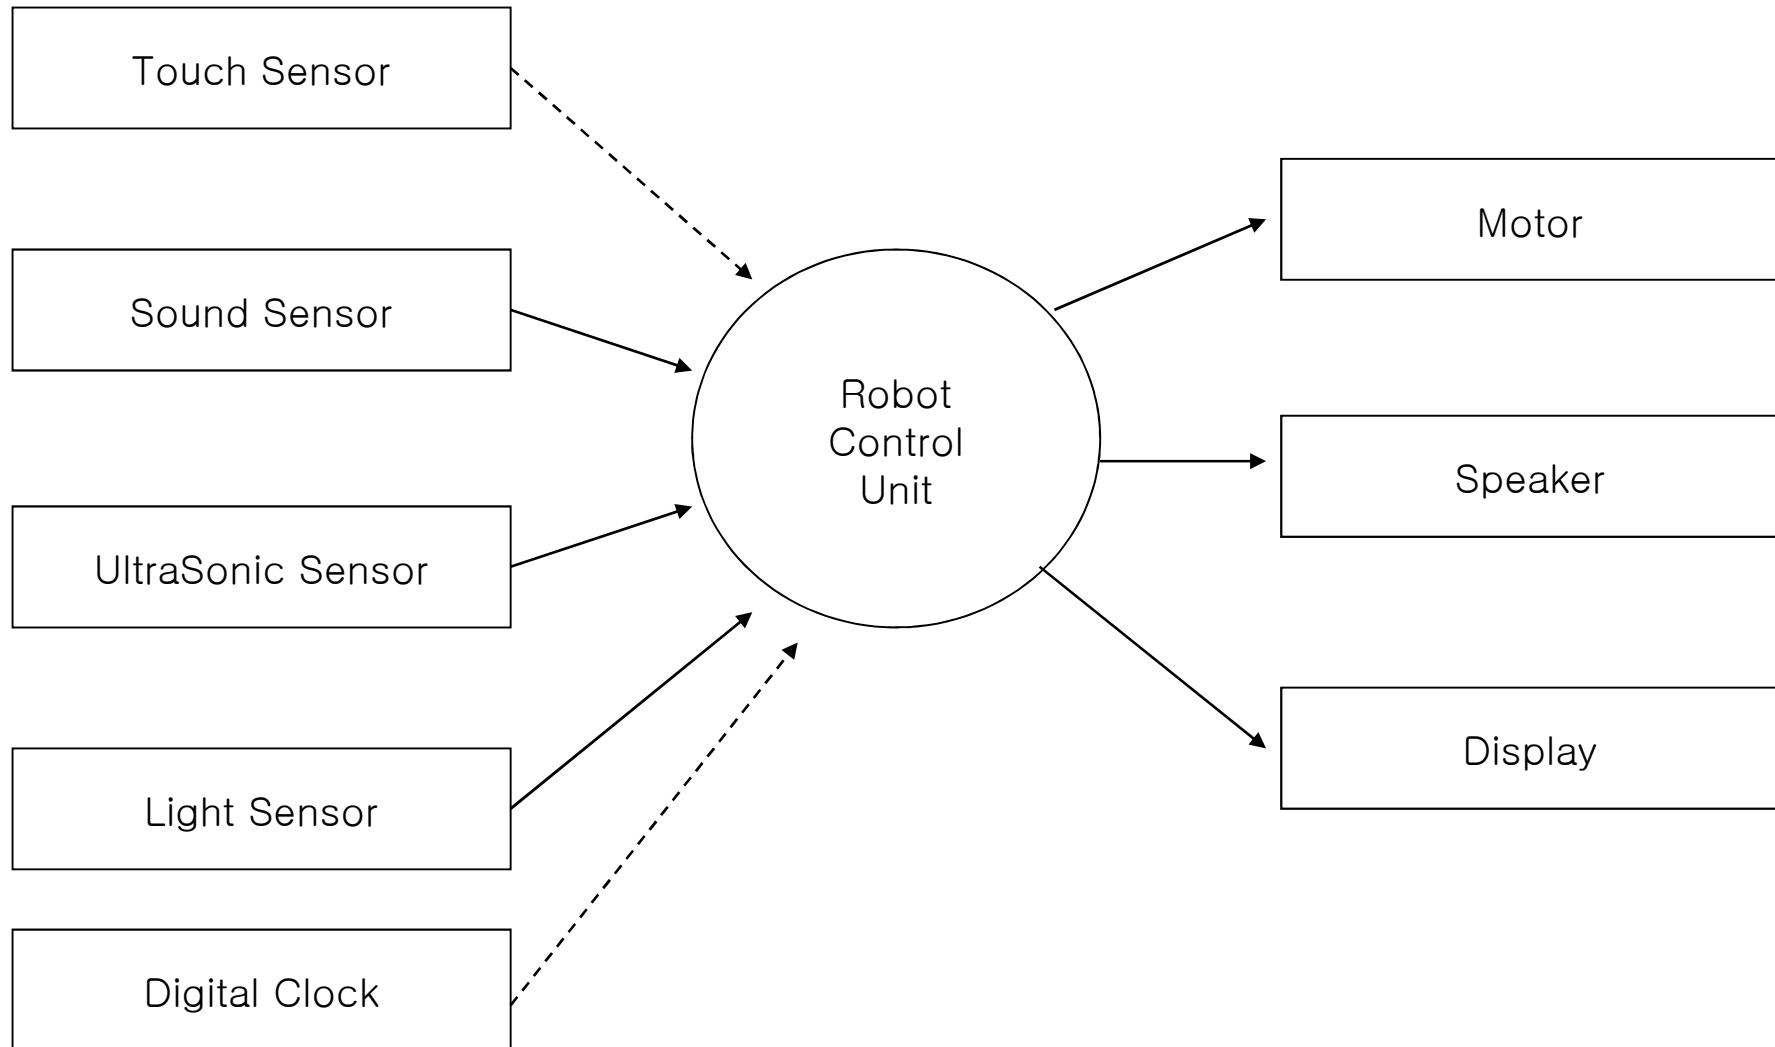 Touch Sensor
Sound Sensor
UltraSonic Sensor
Light Sensor
Digital Clock
Robot
Control
Unit
Motor
Speaker
Display